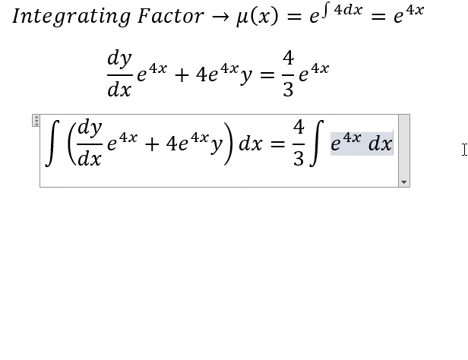 Integrating Factor → μ(x) = e^{∫ 4dx} = e^{4x}
dy/dx e^{4x} + 4e^{4x}y = 4/3 e^{4x}
∫ (dy/dx e^{4x} + 4e^{4x}y) dx = 4/3 ∫ e^{4x} dx